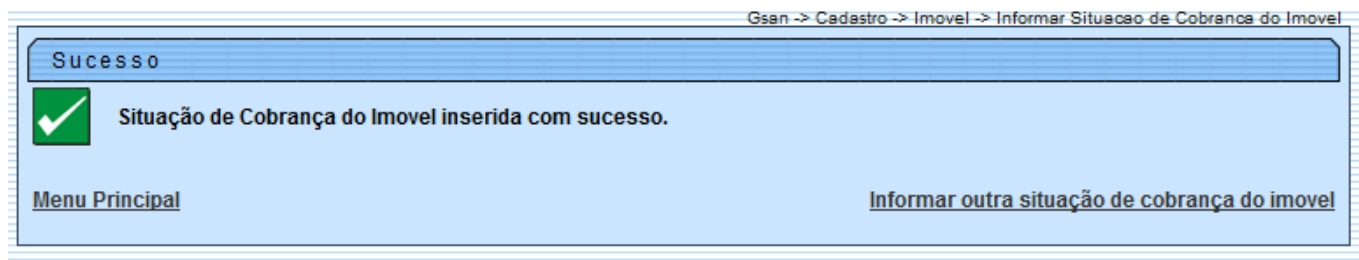 Gsan -> Cadastro -> Imovel -> Informar Situacao de Cobranca do Imovel
Sucesso
Situação de Cobrança do Imovel inserida com sucesso.
Menu Principal Informar outra situação de cobrança do imovel